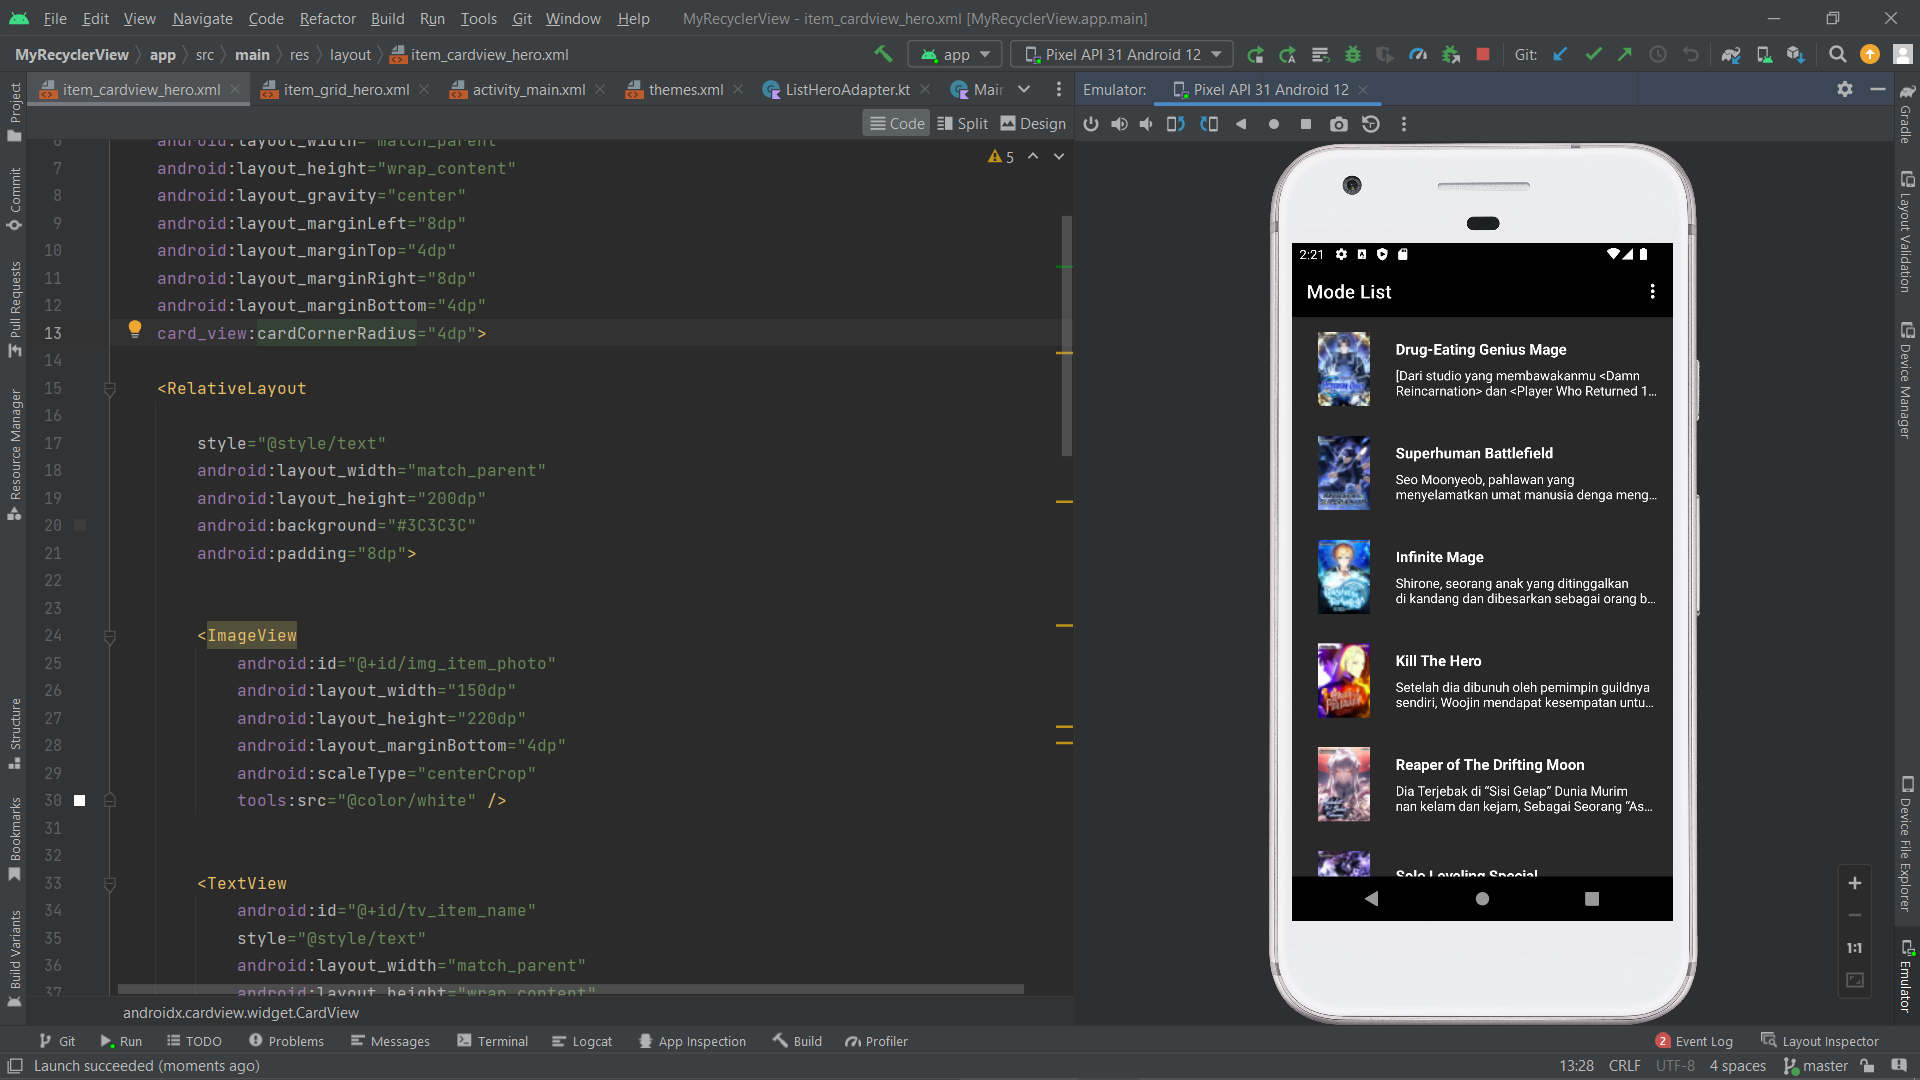 File Edit View Navigate Code Refactor Build Run Tools Git Window Help MyRecyclerView - item_cardview_hero.xml [MyRecyclerView.app.main]
MyRecyclerView app src main res layout item_cardview_hero.xml app Pixel API 31 Android 12 Git:
item_cardview_hero.xml item_grid_hero.xml activity_main.xml themes.xml ListHeroAdapter.kt Emulator: Pixel API 31 Android 12
Code Split Design
5
6 android:layout_width="match_parent"
7 android:layout_height="wrap_content"
8 android:layout_gravity="center"
9 android:layout_marginLeft="8dp"
10 android:layout_marginTop="4dp"
11 android:layout_marginRight="8dp"
12 android:layout_marginBottom="4dp"
13 card_view:cardCornerRadius="4dp">
14
15 <RelativeLayout
16
17 style="@style/text"
18 android:layout_width="match_parent"
19 android:layout_height="200dp"
20 android:background="#3C3C3C"
21 android:padding="8dp">
22
23
24 <ImageView
25 android:id="@+id/img_item_photo"
26 android:layout_width="150dp"
27 android:layout_height="220dp"
28 android:layout_marginBottom="4dp"
29 android:scaleType="centerCrop"
30 tools:src="@color/white" />
31
32
33 <TextView
34 android:id="@+id/tv_item_name"
35 style="@style/text"
36 android:layout_width="match_parent"
37 android:layout_height="wrap_content"
androidx.cardview.widget.CardView
Project
Commit
Pull Requests
Resource Manager
Structure
Bookmarks
Build Variants
2:21
Mode List
Drug-Eating Genius Mage
[Dari studio yang membawakanmu <Damn
Reincarnation> dan <Player Who Returned 1...
Superhuman Battlefield
Seo Moonyeob, pahlawan yang
menyelamatkan umat manusia denga meng...
Infinite Mage
Shirone, seorang anak yang ditinggalkan
di kandang dan dibesarkan sebagai orang b...
Kill The Hero
Setelah dia dibunuh oleh pemimpin guildnya
sendiri, Woojin mendapat kesempatan untu...
Reaper of The Drifting Moon
Dia Terjebak di “Sisi Gelap” Dunia Murim
nan kelam dan kejam, Sebagai Seorang “As...
Solo Leveling Special
1:1
Gradle
Layout Validation
Device Manager
Device File Explorer
Emulator
Git Run TODO Problems Messages Terminal Logcat App Inspection Build Profiler 2 Event Log Layout Inspector
Launch succeeded (moments ago) 13:28 CRLF UTF-8 4 spaces master